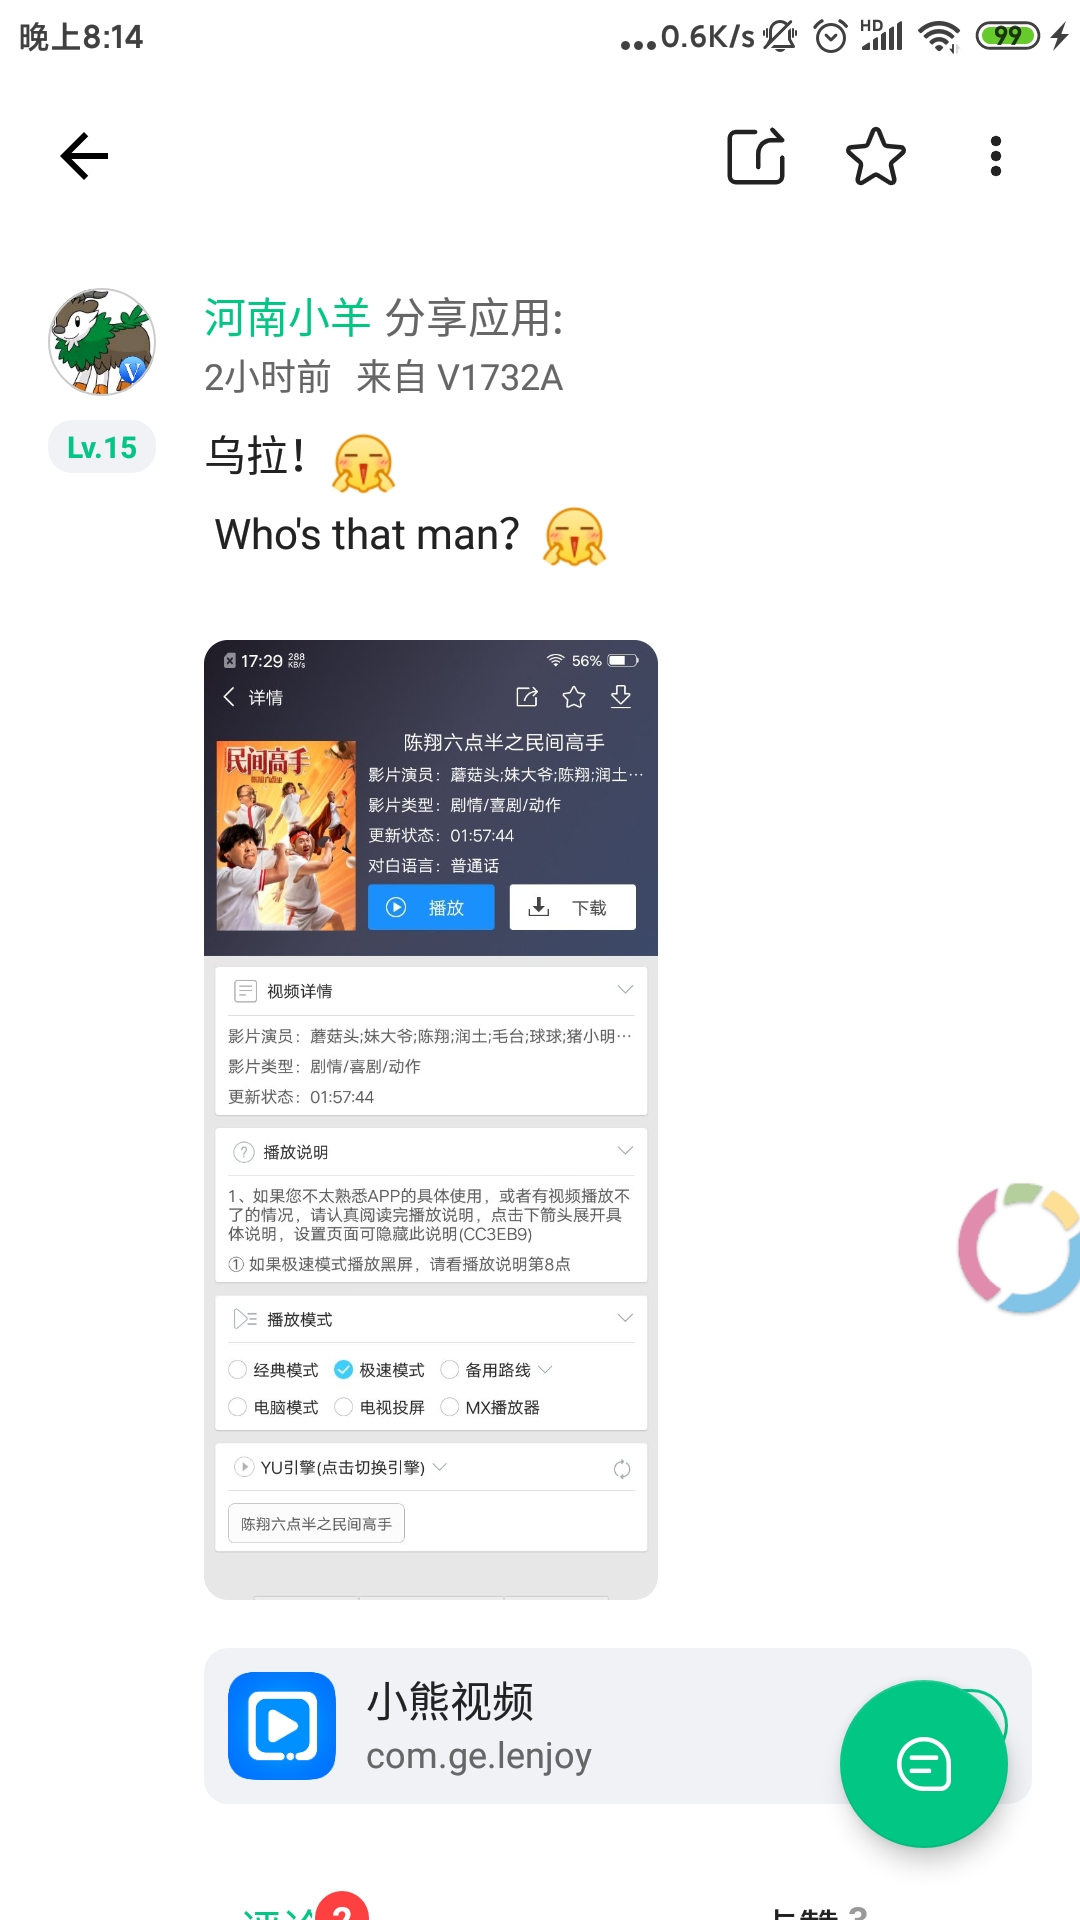 晚上8:14
...0.6K/s HD 99
河南小羊 分享应用:
2小时前 来自 V1732A
Lv.15
乌拉！
Who's that man？
17:29 288 KB/s 56%
详情
民间高手
陈翔六点半之民间高手
影片演员：蘑菇头;妹大爷;陈翔;润土…
影片类型：剧情/喜剧/动作
更新状态：01:57:44
对白语言：普通话
播放 下载
视频详情
影片演员：蘑菇头;妹大爷;陈翔;润土;毛台;球球;猪小明…
影片类型：剧情/喜剧/动作
更新状态：01:57:44
播放说明
1、如果您不太熟悉APP的具体使用，或者有视频播放不
了的情况，请认真阅读完播放说明，点击下箭头展开具
体说明，设置页面可隐藏此说明(CC3EB9)
① 如果极速模式播放黑屏，请看播放说明第8点
播放模式
经典模式 极速模式 备用路线
电脑模式 电视投屏 MX播放器
YU引擎(点击切换引擎)
陈翔六点半之民间高手
小熊视频
com.ge.lenjoy